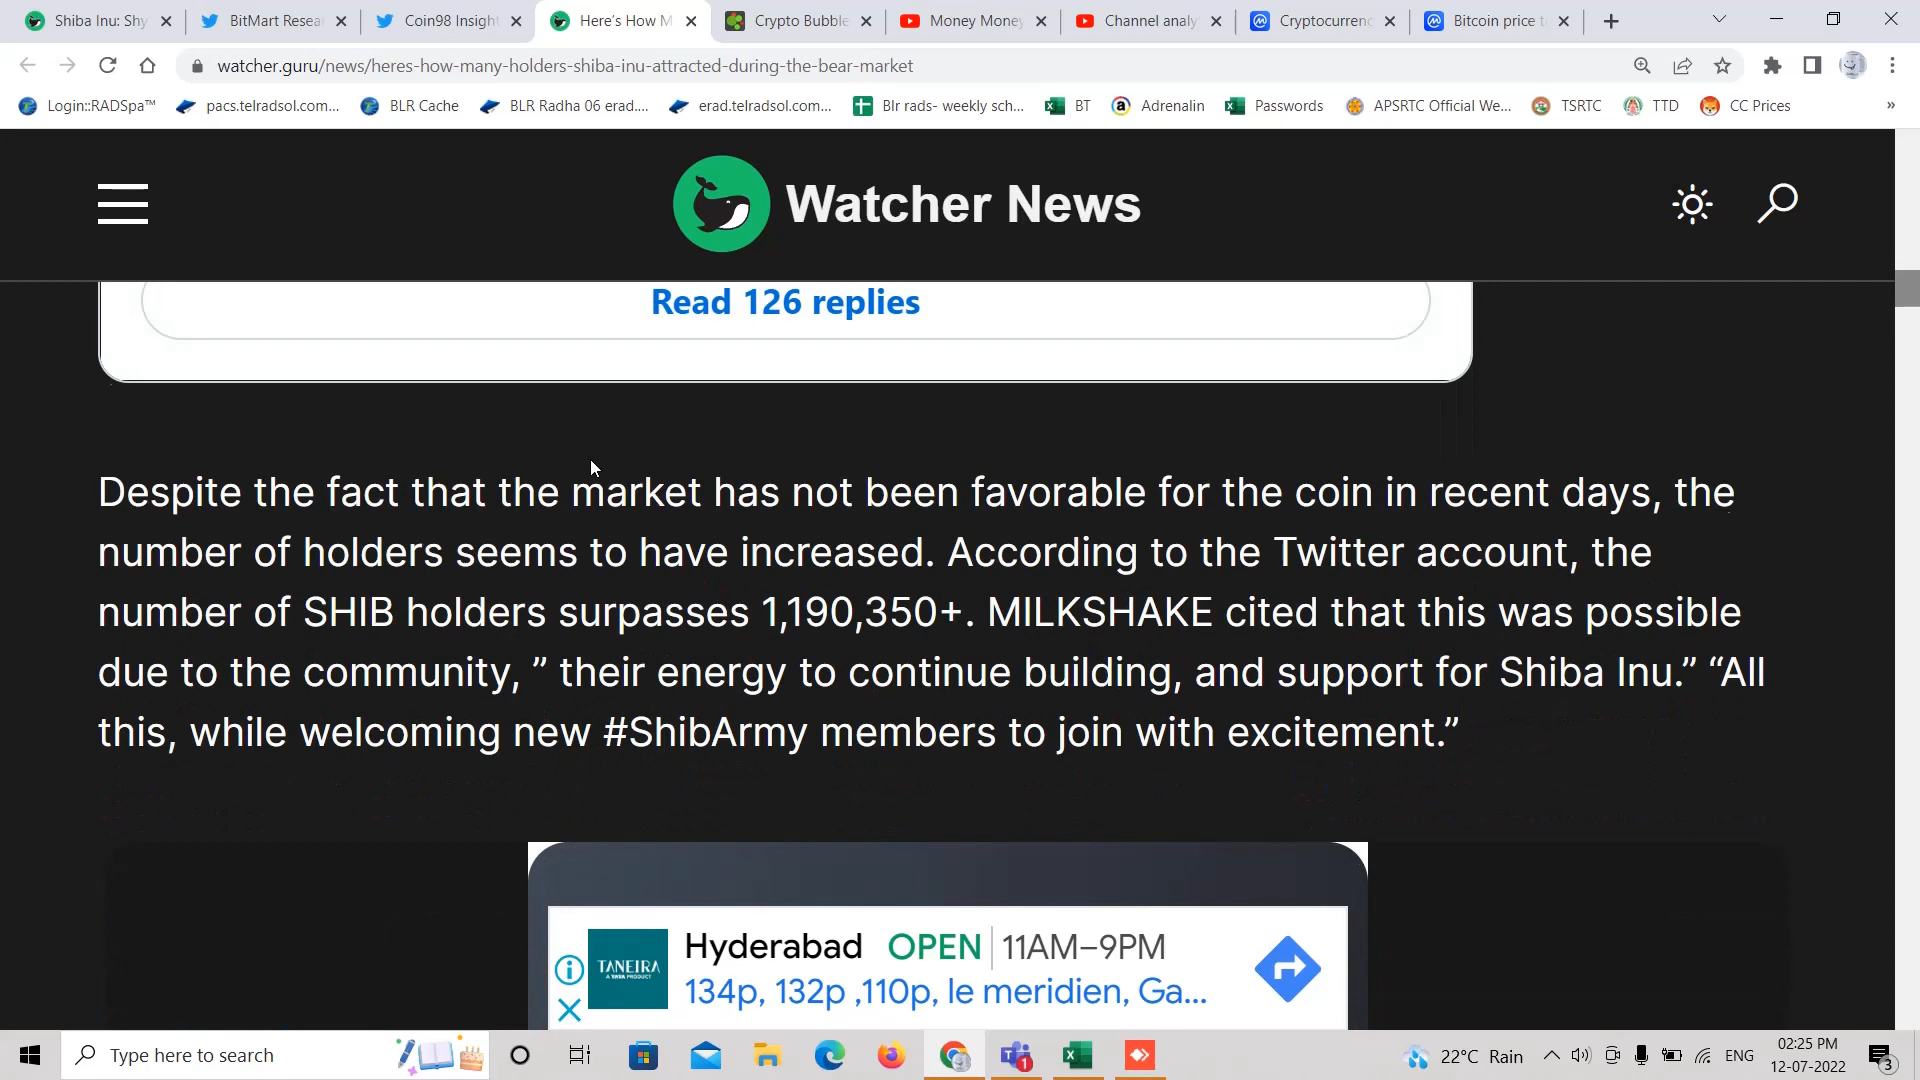 Shiba Inu: Shy
BitMart Resea
Coin98 Insight
Here's How M
Crypto Bubble
Money Money
Channel analy
Cryptocurrenc
Bitcoin price t
watcher.guru/news/heres-how-many-holders-shiba-inu-attracted-during-the-bear-market
Login::RADSpa™
pacs.telradsol.com...
BLR Cache
BLR Radha 06 erad....
erad.telradsol.com...
Blr rads- weekly sch...
BT
Adrenalin
Passwords
APSRTC Official We...
TSRTC
TTD
CC Prices
»
Watcher News
Read 126 replies
Despite the fact that the market has not been favorable for the coin in recent days, the
number of holders seems to have increased. According to the Twitter account, the
number of SHIB holders surpasses 1,190,350+. MILKSHAKE cited that this was possible
due to the community, ” their energy to continue building, and support for Shiba Inu.” “All
this, while welcoming new #ShibArmy members to join with excitement.”
TANEIRA
A TATA PRODUCT
Hyderabad OPEN 11AM–9PM
134p, 132p ,110p, le meridien, Ga...
Type here to search
1
22°C Rain
ENG
02:25 PM
12-07-2022
3